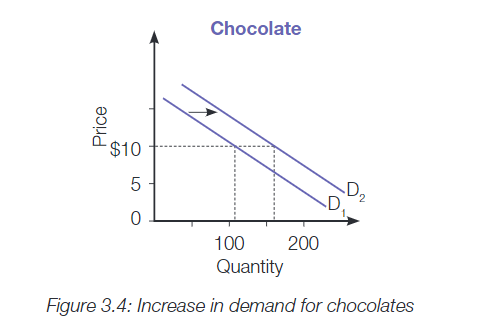 Chocolate
Price
$10
5
0
D₂
D₁
100 200
Quantity
Figure 3.4: Increase in demand for chocolates